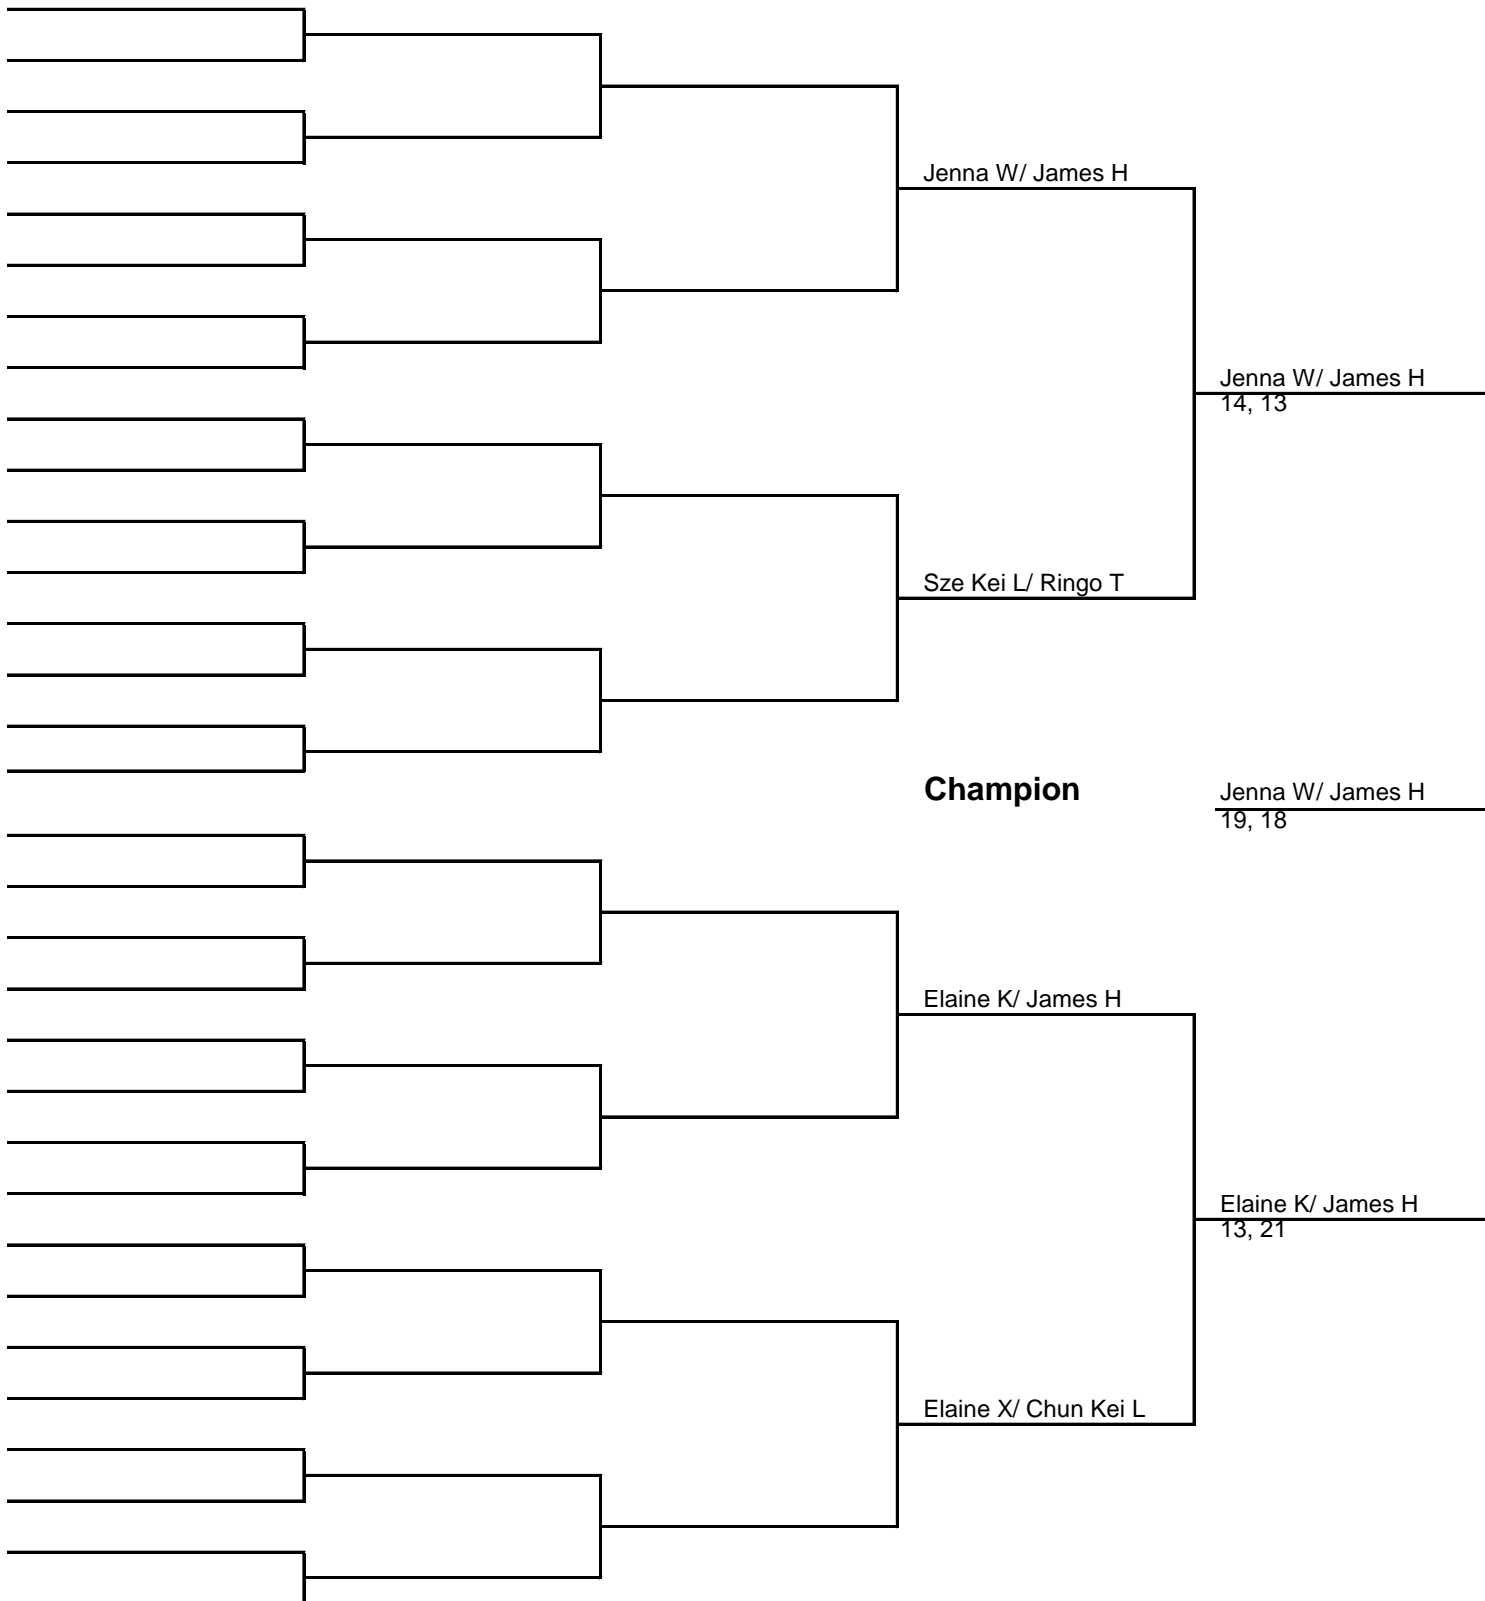 Jenna W/ James H
Jenna W/ James H
14, 13
Sze Kei L/ Ringo T
Champion
Jenna W/ James H
19, 18
Elaine K/ James H
Elaine K/ James H
13, 21
Elaine X/ Chun Kei L